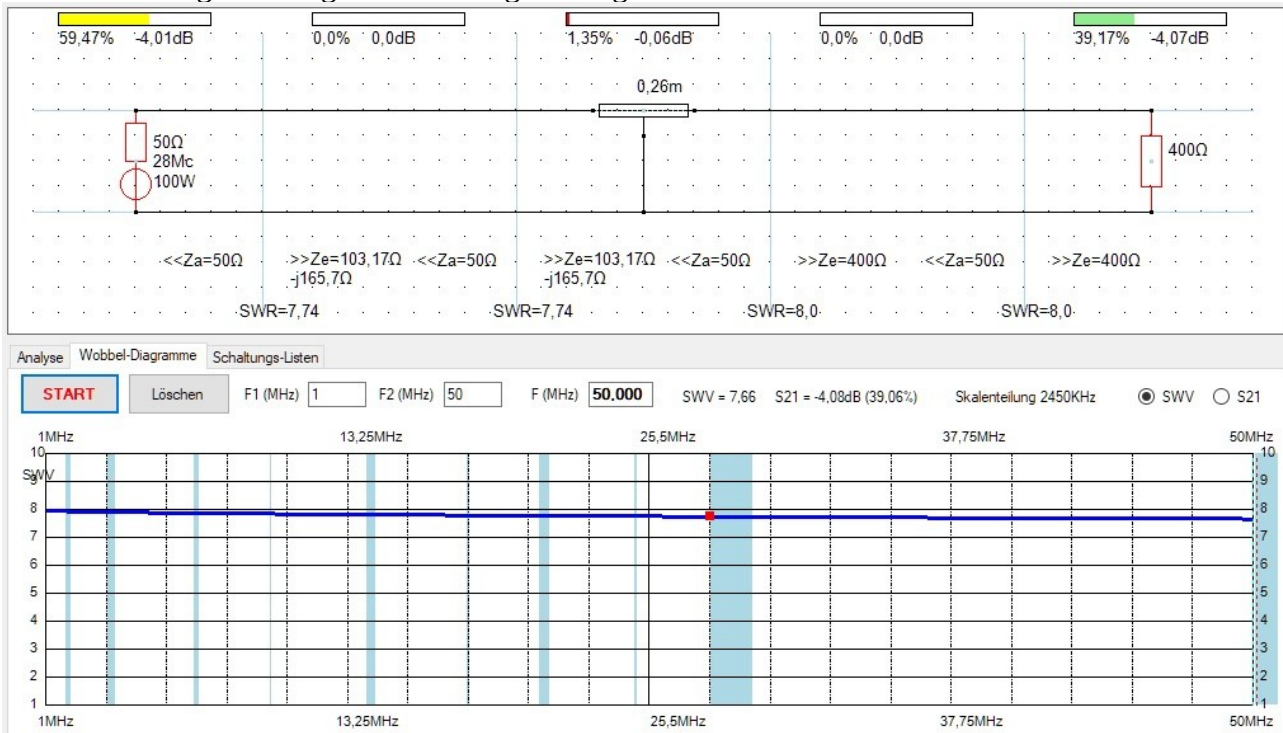 59,47% -4,01dB 0,0% 0,0dB 1,35% -0,06dB 0,0% 0,0dB 39,17% -4,07dB
0,26m
50Ω
28Mc
100W
400Ω
<<Za=50Ω >>Ze=103,17Ω <<Za=50Ω >>Ze=103,17Ω <<Za=50Ω >>Ze=400Ω <<Za=50Ω >>Ze=400Ω
-j165,7Ω -j165,7Ω
SWR=7,74 SWR=7,74 SWR=8,0 SWR=8,0
Analyse Wobbel-Diagramme Schaltungs-Listen
START Löschen F1 (MHz) 1 F2 (MHz) 50 F (MHz) 50.000 SWV = 7,66 S21 = -4,08dB (39,06%) Skalenteilung 2450KHz SWV S21
1MHz 13,25MHz 25,5MHz 37,75MHz 50MHz
10 10
SWV
9 9
8 8
7 7
6 6
5 5
4 4
3 3
2 2
1 1
1MHz 13,25MHz 25,5MHz 37,75MHz 50MHz